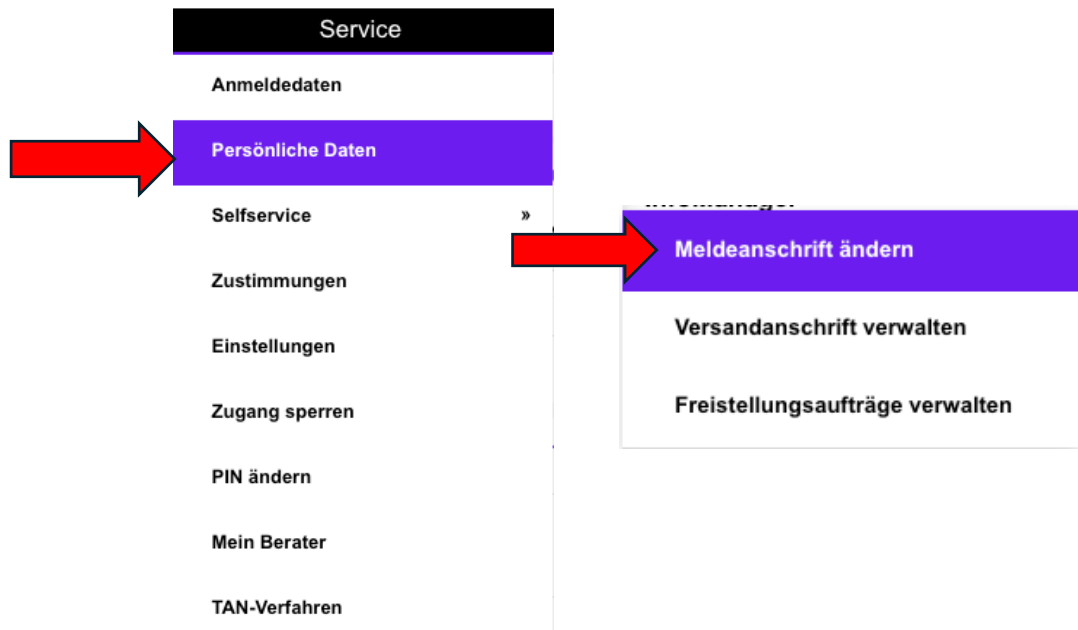 Service
Anmeldedaten
Persönliche Daten
Selfservice »
Zustimmungen
Einstellungen
Zugang sperren
PIN ändern
Mein Berater
TAN-Verfahren
Meldeanschrift ändern
Versandanschrift verwalten
Freistellungsaufträge verwalten